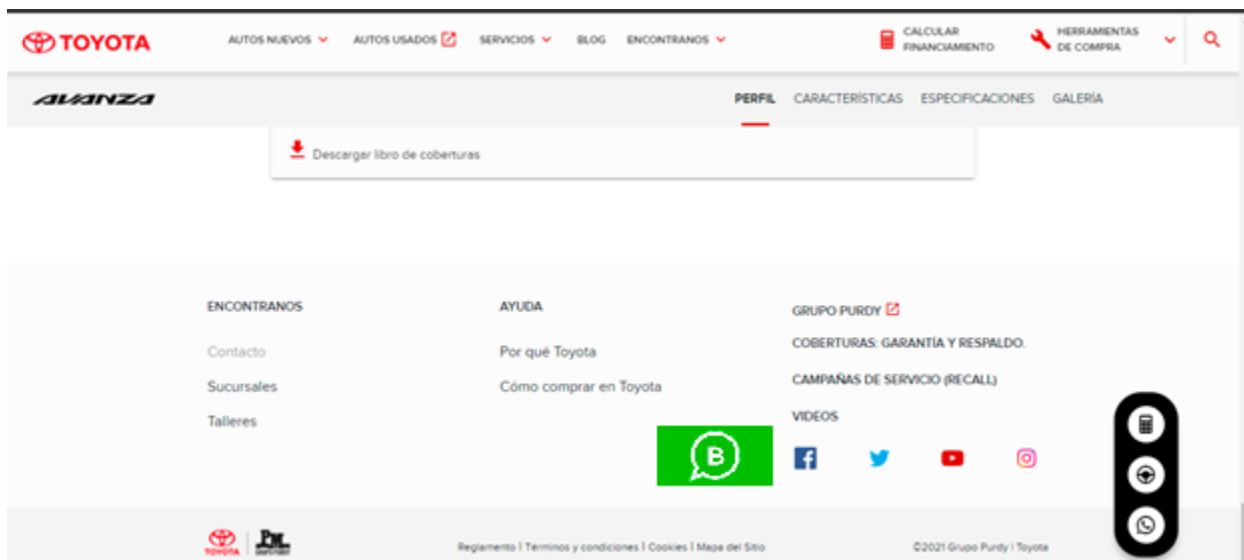 TOYOTA
AUTOS NUEVOS
AUTOS USADOS
SERVICIOS
BLOG
ENCONTRANOS
CALCULAR
FINANCIAMIENTO
HERRAMIENTAS
DE COMPRA
AVANZA
PERFIL
CARACTERÍSTICAS
ESPECIFICACIONES
GALERÍA
Descargar libro de coberturas
ENCONTRANOS
Contacto
Sucursales
Talleres
AYUDA
Por qué Toyota
Cómo comprar en Toyota
GRUPO PURDY
COBERTURAS: GARANTÍA Y RESPALDO.
CAMPAÑAS DE SERVICIO (RECALL)
VIDEOS
B
TOYOTA
Reglamento | Términos y condiciones | Cookies | Mapa del Sitio
©2021 Grupo Purdy | Toyota